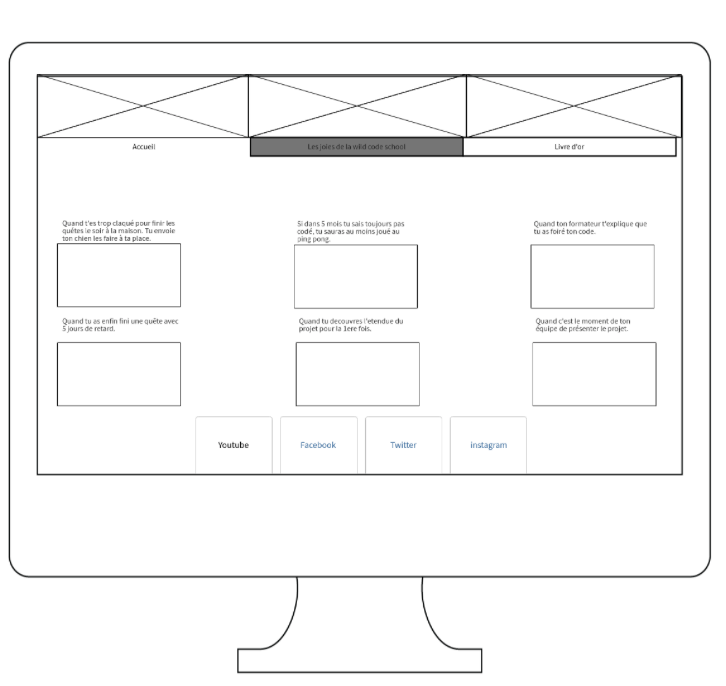 Accueil
Les joies de la wild code school
Livre d'or
Quand t'es trop claqué pour finir les
quêtes le soir à la maison. Tu envoie
ton chien les faire à ta place.
Si dans 5 mois tu sais toujours pas
codé, tu sauras au moins joué au
ping pong.
Quand ton formateur t'explique que
tu as foiré ton code.
Quand tu as enfin fini une quête avec
5 jours de retard.
Quand tu decouvres l'etendue du
projet pour la 1ere fois.
Quand c'est le moment de ton
équipe de présenter le projet.
Youtube
Facebook
Twitter
instagram